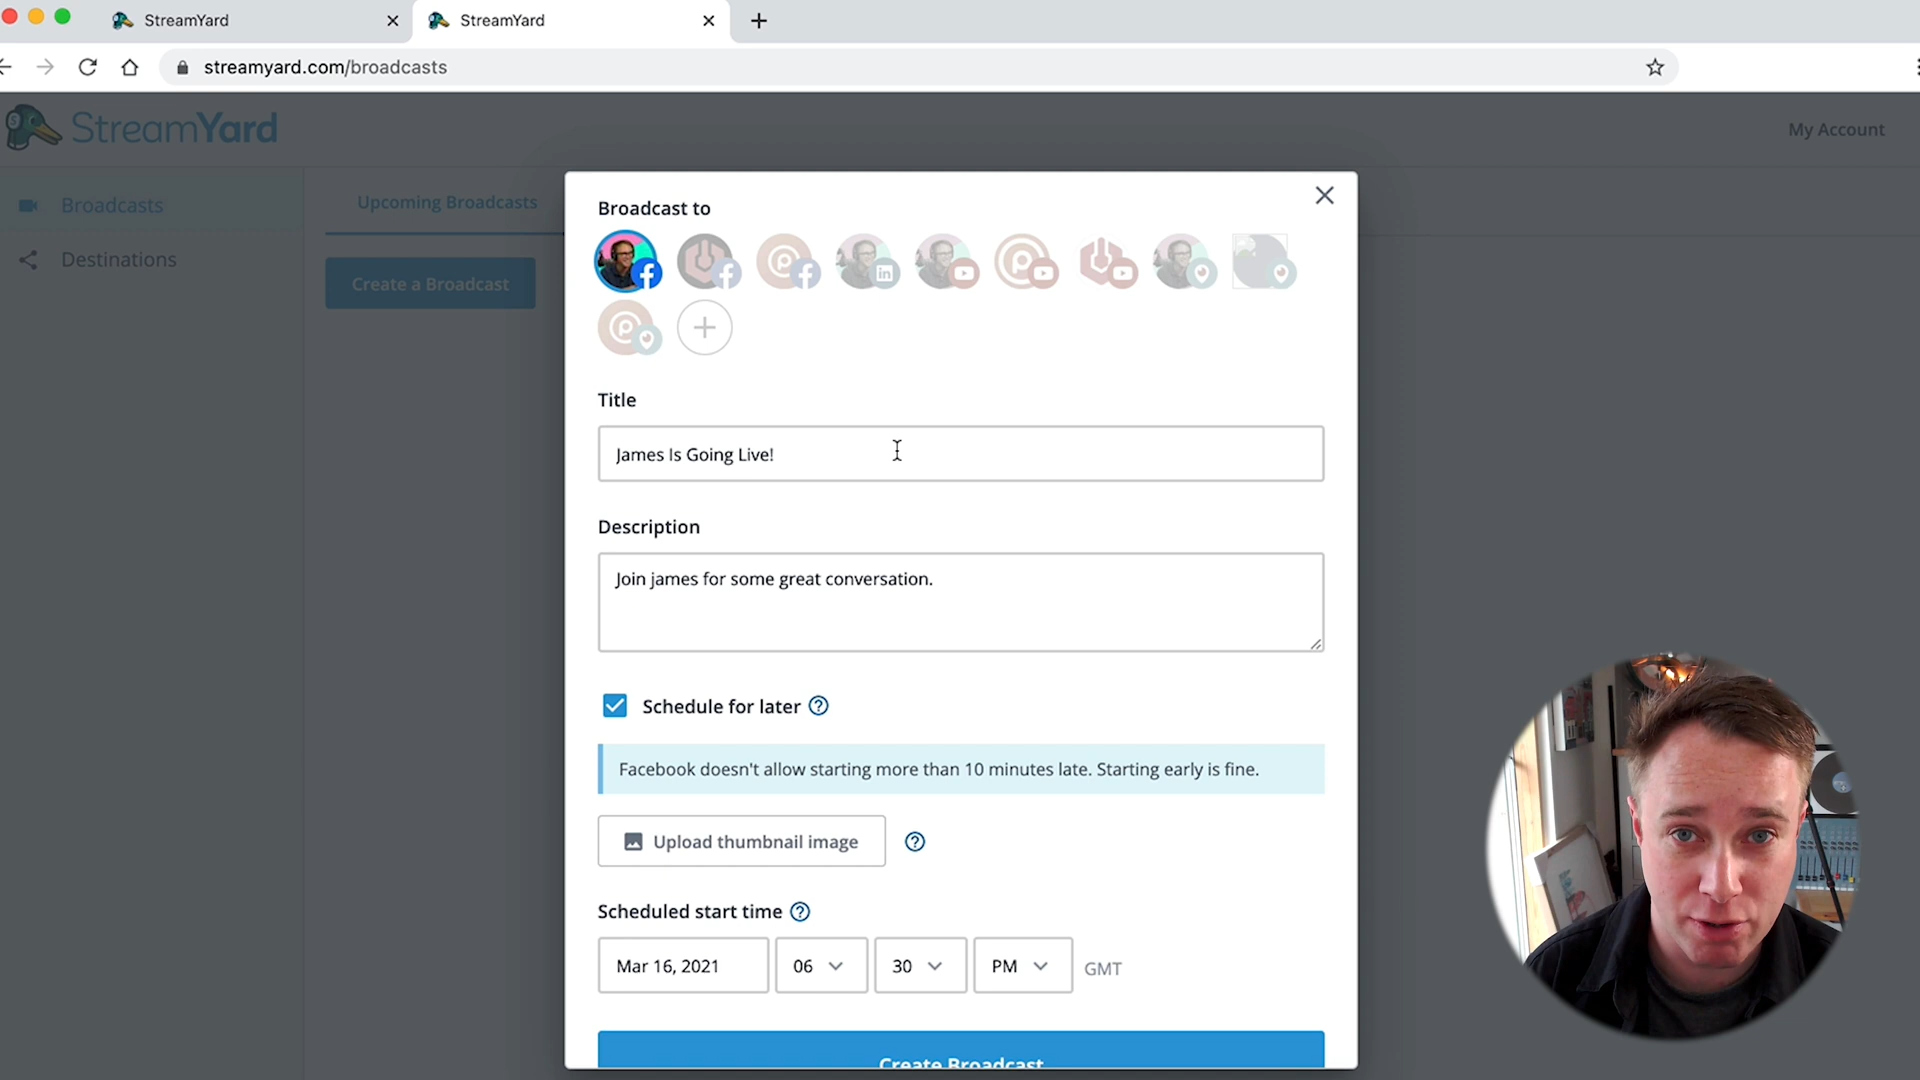 StreamYard
StreamYard
streamyard.com/broadcasts
StreamYard
My Account
Broadcasts
Destinations
Upcoming Broadcasts
Create a Broadcast
Broadcast to
Title
James Is Going Live!
Description
Join james for some great conversation.
Schedule for later
Facebook doesn't allow starting more than 10 minutes late. Starting early is fine.
Upload thumbnail image
Scheduled start time
Mar 16, 2021 06 30 PM GMT
Create Broadcast